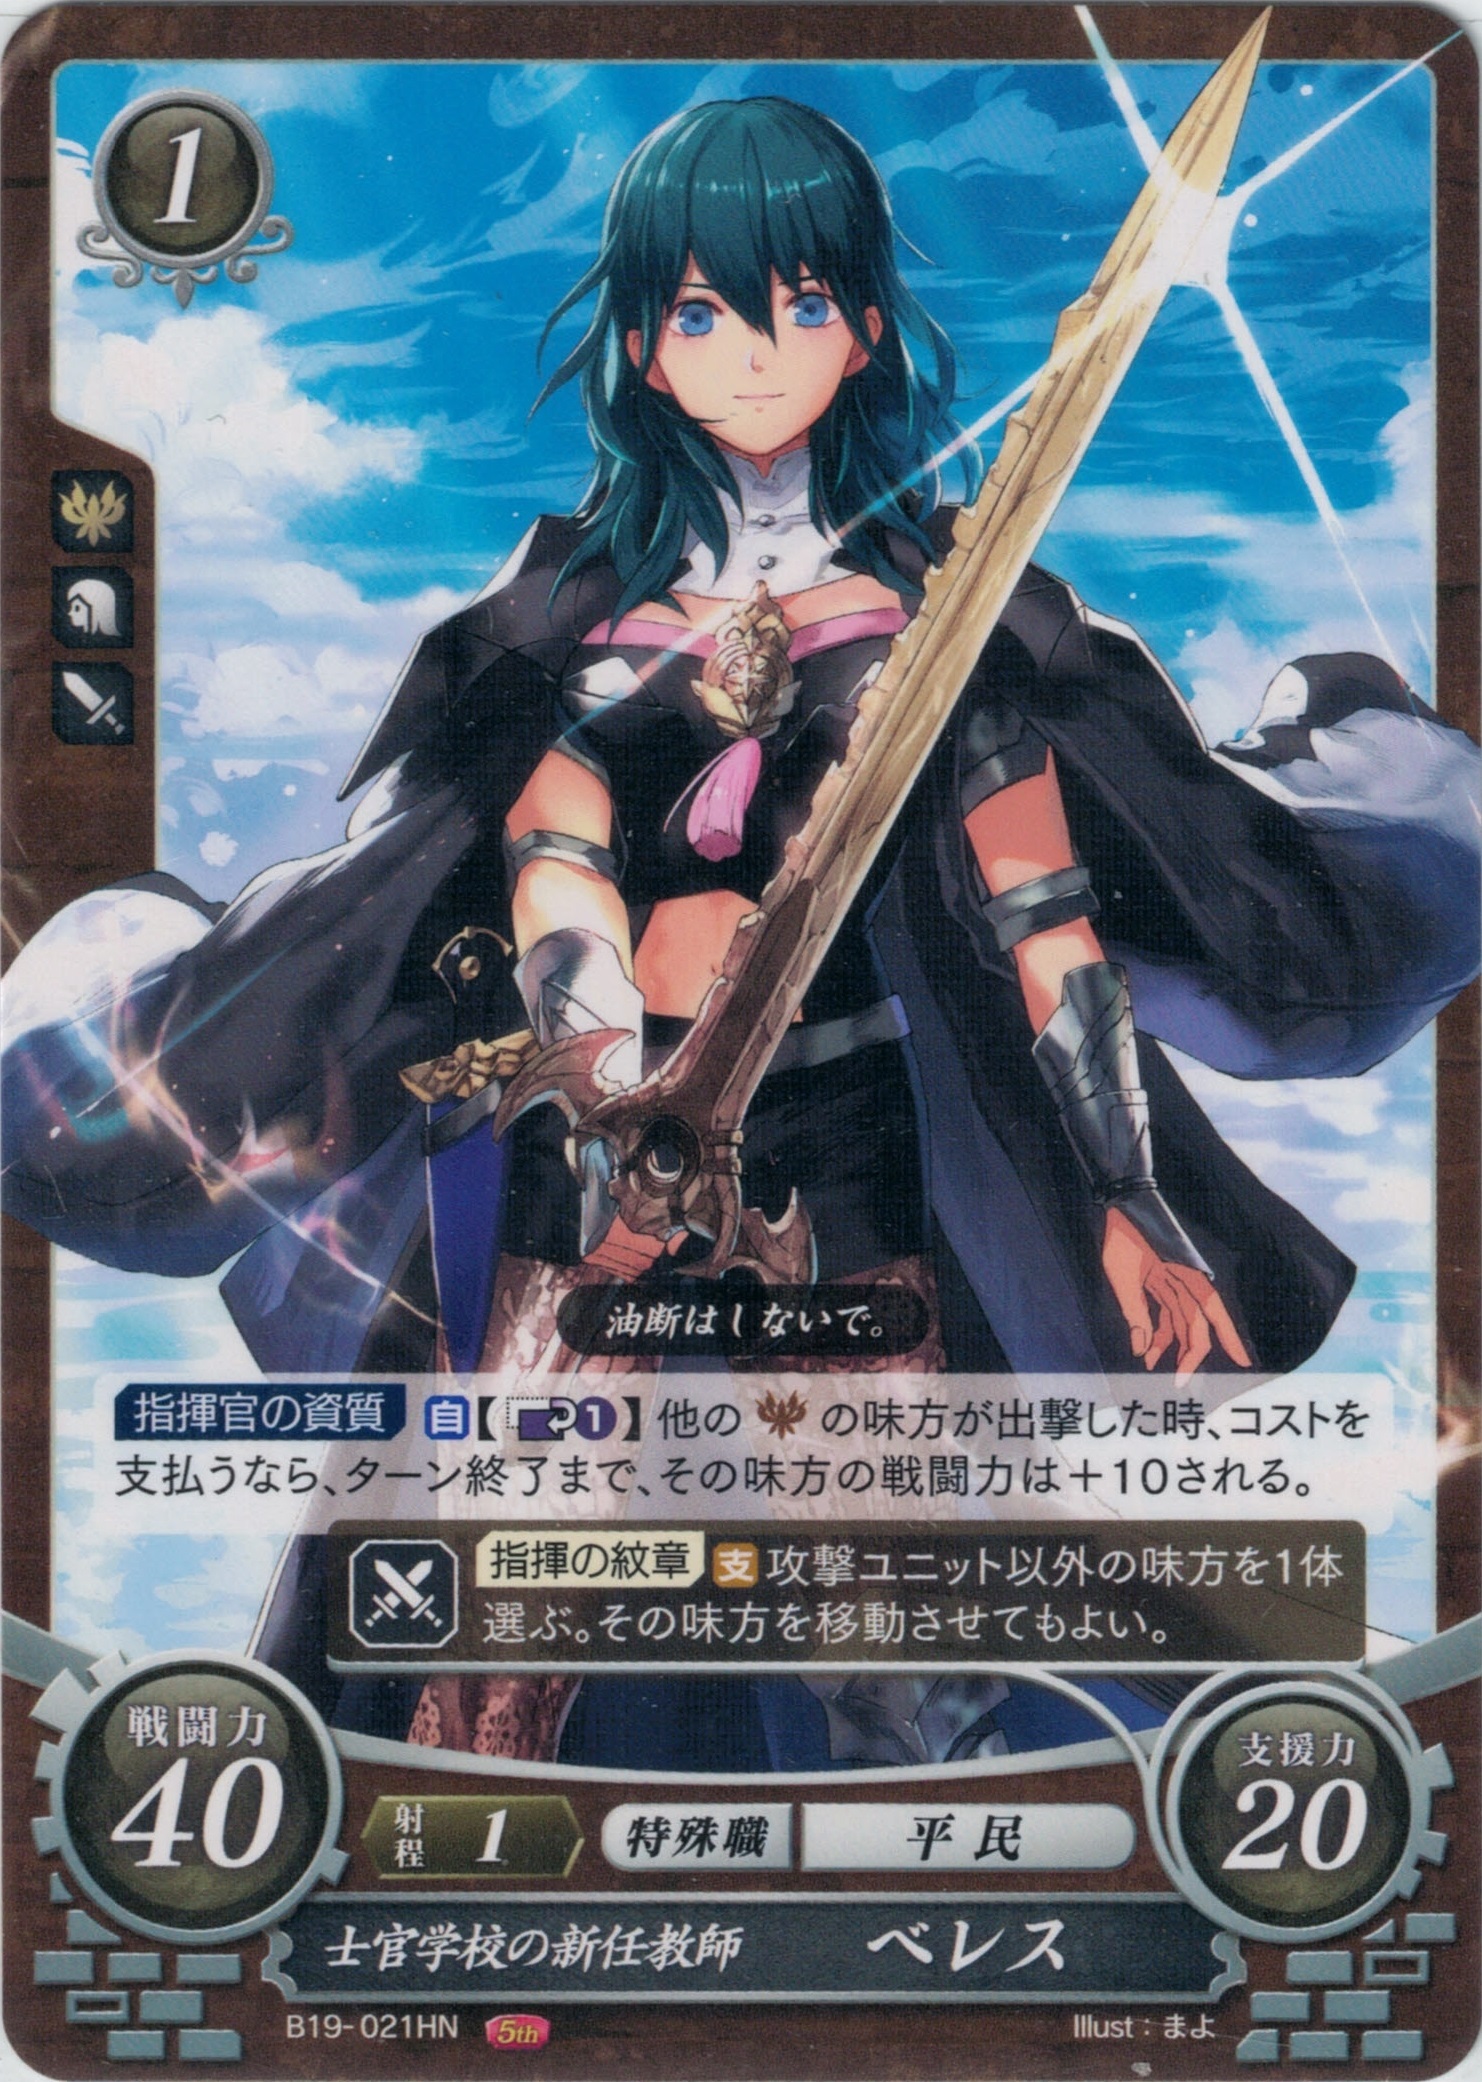 1
油断はしないで。
指揮官の資質 自【1】他の の味方が出撃した時、コストを
支払うなら、ターン終了まで、その味方の戦闘力は+10される。
指揮の紋章 支 攻撃ユニット以外の味方を1体
選ぶ。その味方を移動させてもよい。
戦闘力
40
射程 1
特殊職 平民
支援力
20
士官学校の新任教師 ベレス
B19-021HN 5th Illust:まよ